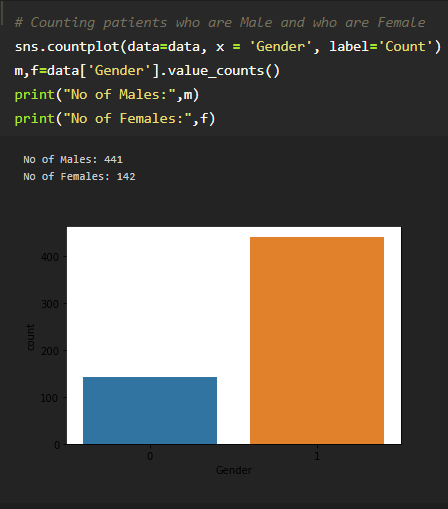 # Counting patients who are Male and who are Female
sns.countplot(data=data, x = 'Gender', label='Count')
m,f=data['Gender'].value_counts()
print("No of Males:",m)
print("No of Females:",f)
No of Males: 441
No of Females: 142
400
300
200
100
0
count
0 1
Gender